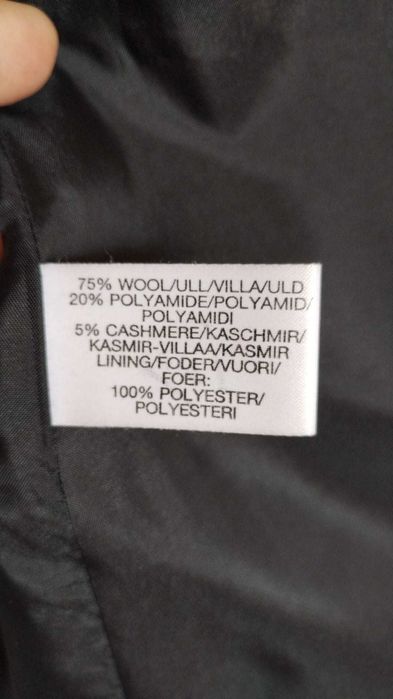 75% WOOL/ULL/VILLA/ULD
20% POLYAMIDE/POLYAMID/
POLYAMIDI
5% CASHMERE/KASCHMIR/
KASMIR-VILLAA/KASMIR
LINING/FODER/VUORI/
FOER:
100% POLYESTER/
POLYESTERI